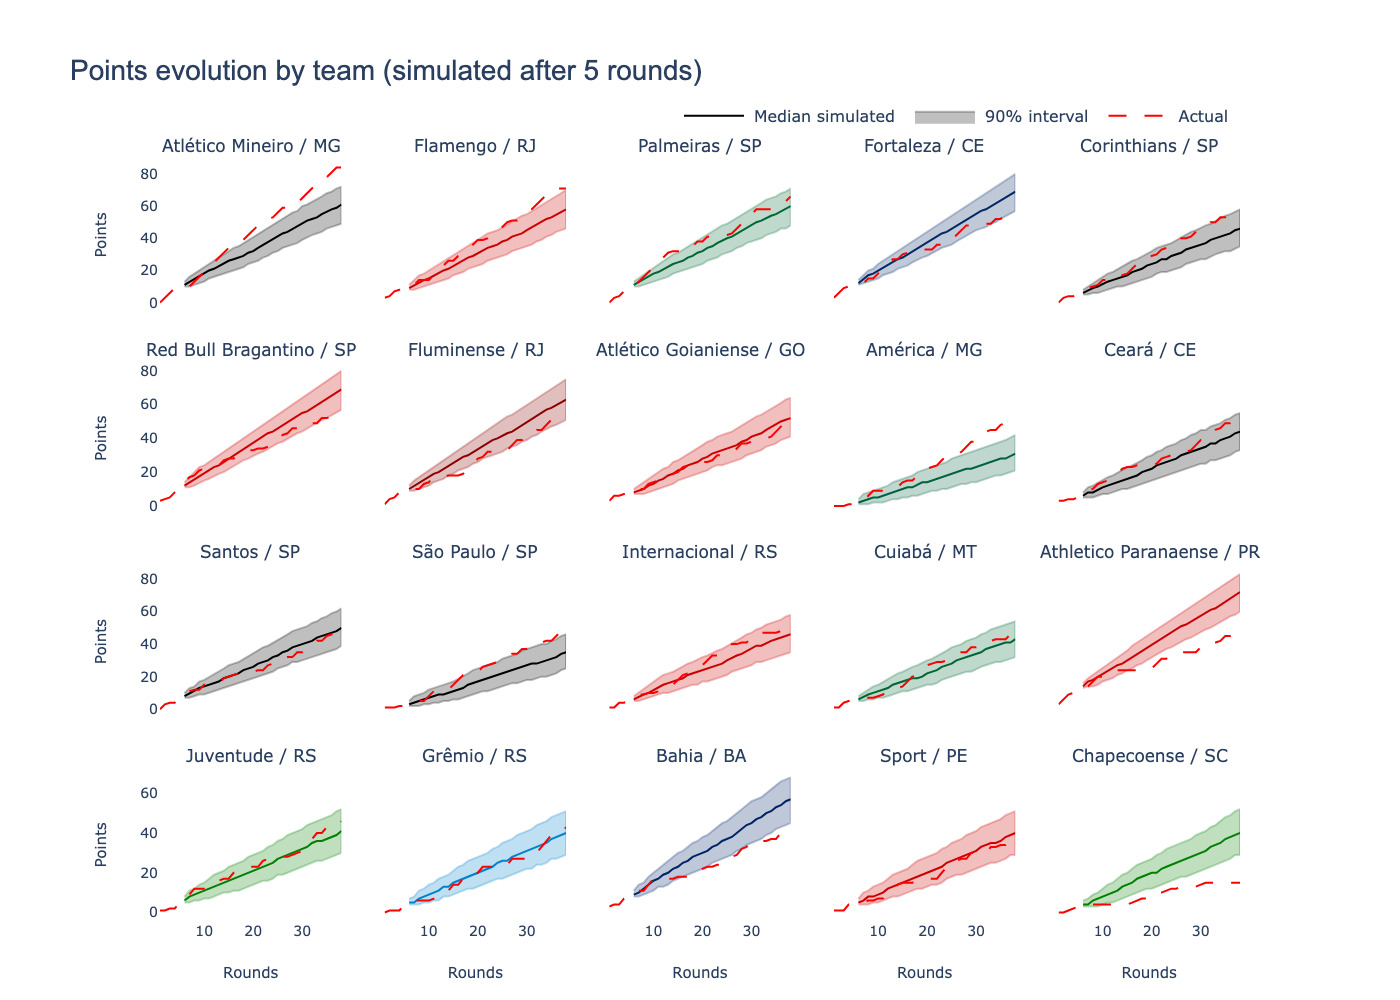 Points evolution by team (simulated after 5 rounds)
Median simulated 90% interval Actual
Atlético Mineiro / MG Flamengo / RJ Palmeiras / SP Fortaleza / CE Corinthians / SP
80
60
40
20
0
Points
Red Bull Bragantino / SP Fluminense / RJ Atlético Goianiense / GO América / MG Ceará / CE
80
60
40
20
0
Points
Santos / SP São Paulo / SP Internacional / RS Cuiabá / MT Athletico Paranaense / PR
80
60
40
20
0
Points
Juventude / RS Grêmio / RS Bahia / BA Sport / PE Chapecoense / SC
60
40
20
0
Points
10 20 30 10 20 30 10 20 30 10 20 30 10 20 30
Rounds Rounds Rounds Rounds Rounds